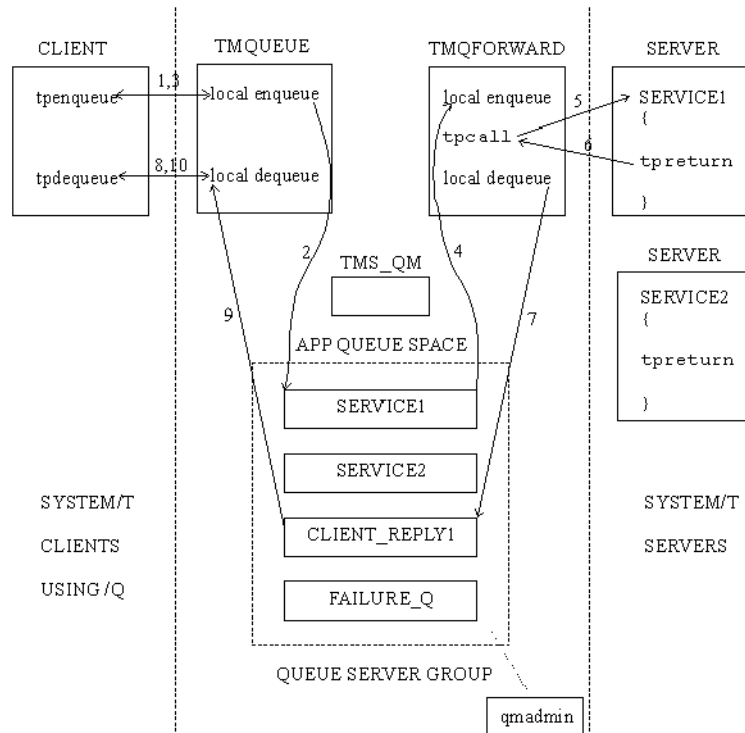 CLIENT
TMQUEUE
TMQFORWARD
SERVER
1,3
tpenqueue
local enqueue
local enqueue
5
SERVICE1
{
tpcall
6
8,10
tpreturn
tpdequeue
local dequeue
local dequeue
}
2
4
SERVER
TMS_QM
SERVICE2
{
9
7
APP QUEUE SPACE
tpreturn
}
SERVICE1
SERVICE2
SYSTEM/T
CLIENTS
USING /Q
SYSTEM/T
SERVERS
CLIENT_REPLY1
FAILURE_Q
QUEUE SERVER GROUP
qmadmin